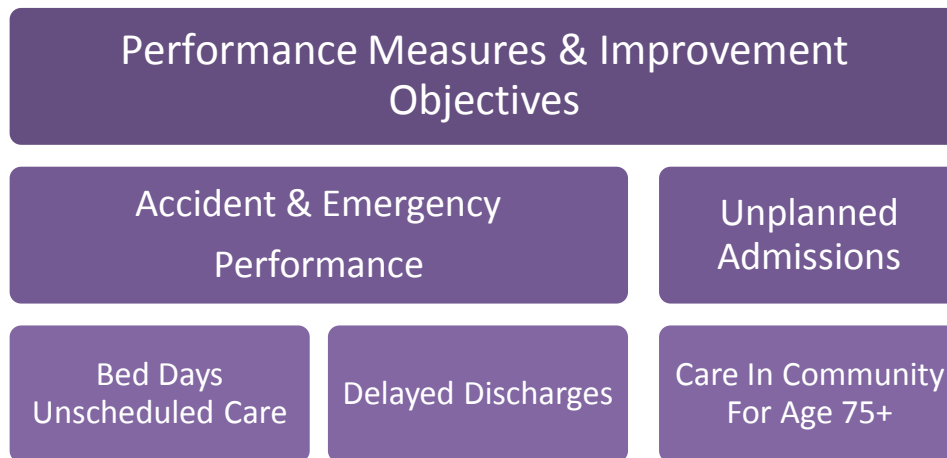 Performance Measures & Improvement
Objectives
Accident & Emergency
Performance
Unplanned
Admissions
Bed Days
Unscheduled Care
Delayed Discharges
Care In Community
For Age 75+